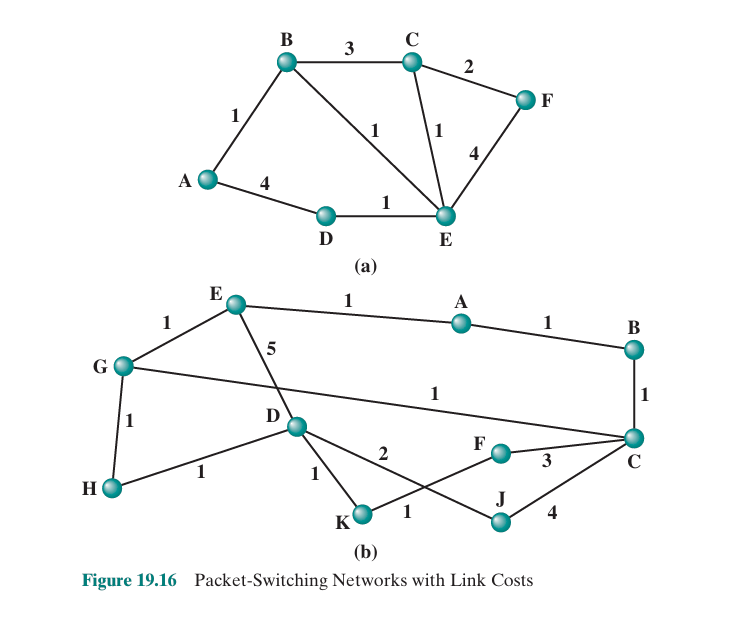 B 3 C
2
F
1
1 1
4
A 4
1
D E
(a)
E 1 A
1 1 B
5
G
1 1
1
D
2 F
3 C
1 1
H
J
K 1 4
(b)
Figure 19.16 Packet-Switching Networks with Link Costs